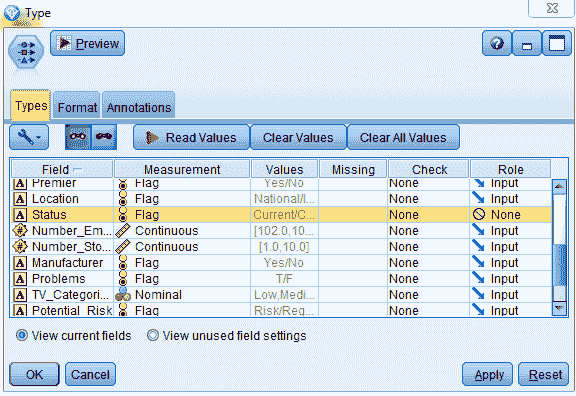 Type
Preview
Types Format Annotations
Read Values Clear Values Clear All Values
Field Measurement Values Missing Check Role
Premier Flag Yes/No None Input
A Location Flag National/I... None Input
A Status Flag Current/C... None None
# Number_Em... Continuous [102.0,10... None Input
# Number_Sto... Continuous [1.0,10.0] None Input
A Manufacturer Flag Yes/No None Input
A Problems Flag T/F None Input
A TV_Categori... Nominal Low,Medi... None Input
A Potential_Risk Flag Risk/Req... None Input
View current fields View unused field settings
OK Cancel Apply Reset